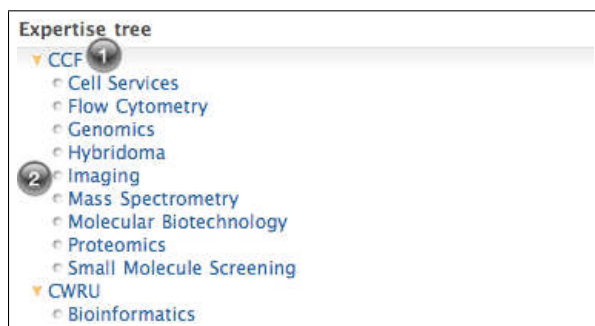 Expertise tree
CCF 1
Cell Services
Flow Cytometry
Genomics
Hybridoma
2 Imaging
Mass Spectrometry
Molecular Biotechnology
Proteomics
Small Molecule Screening
CWRU
Bioinformatics